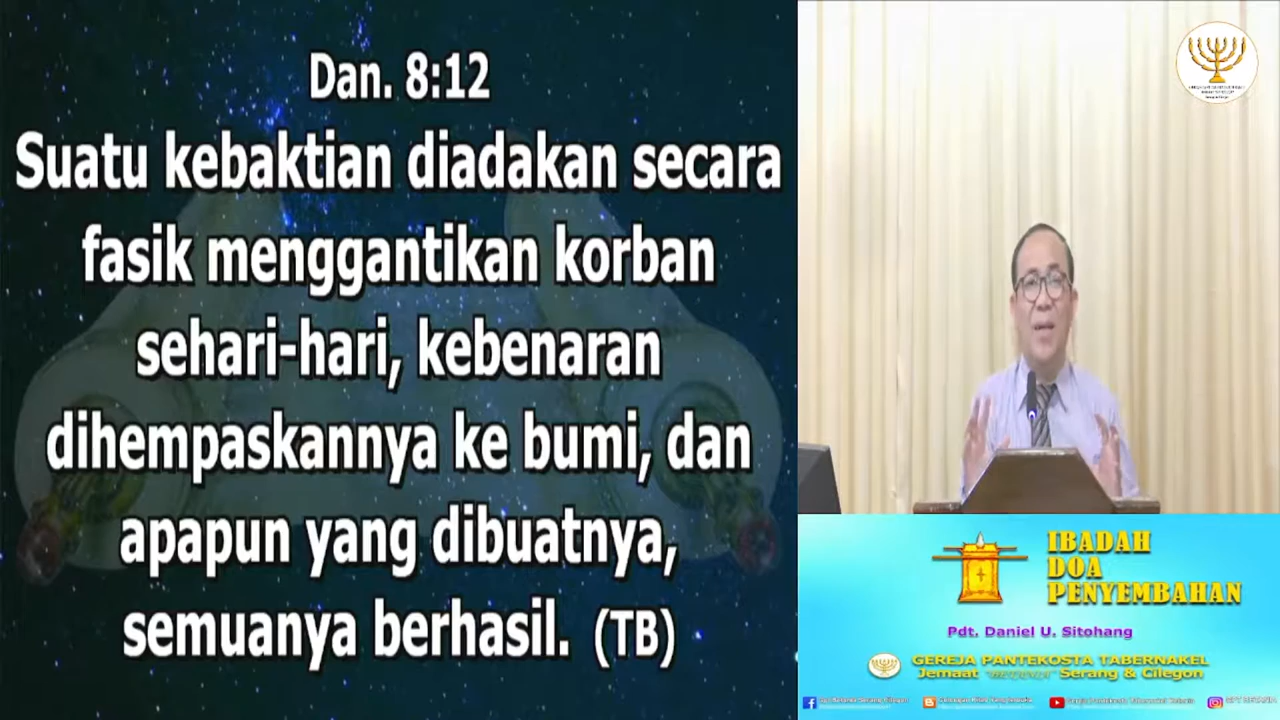 Dan. 8:12
Suatu kebaktian diadakan secara
fasik menggantikan korban
sehari-hari, kebenaran
dihempaskannya ke bumi, dan
apapun yang dibuatnya,
semuanya berhasil. (TB)
IBADAH
DOA
PENYEMBAHAN
Pdt. Daniel U. Sitohang
GEREJA PANTEKOSTA TABERNAKEL
Jemaat "BETANIA" Serang & Cilegon